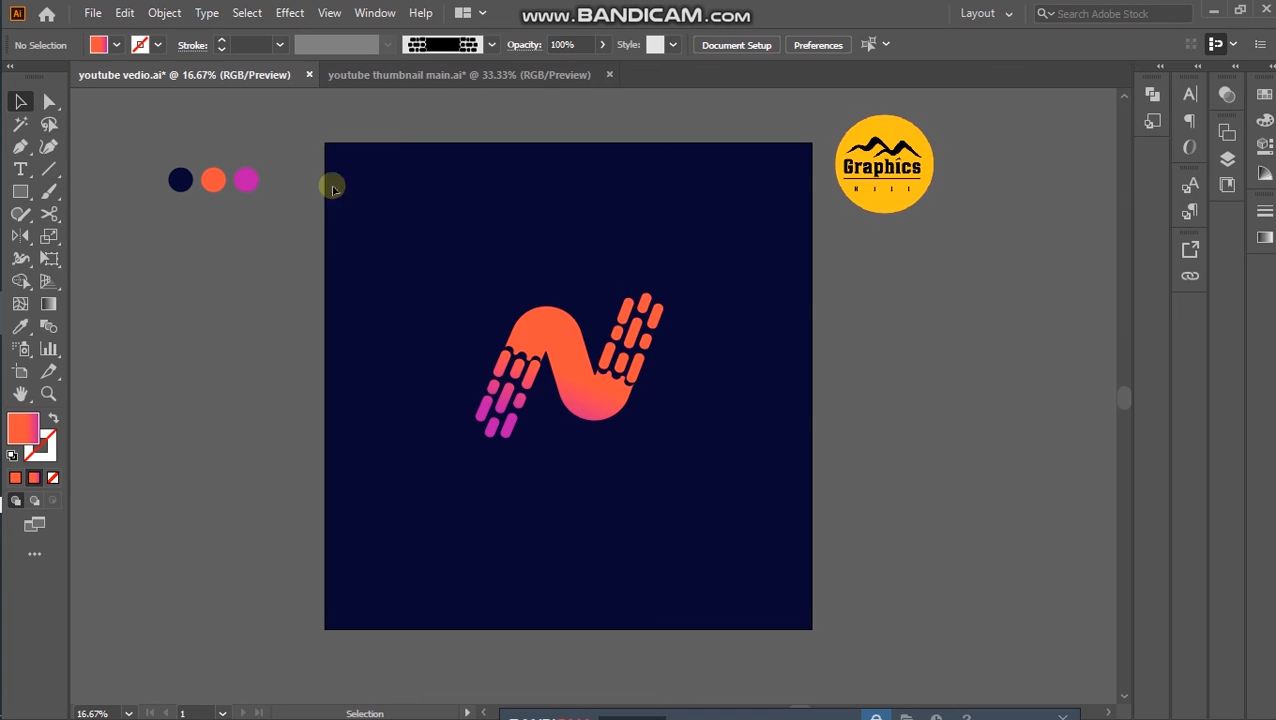 www.BANDICAM.com
Ai File Edit Object Type Select Effect View Window Help Layout Search Adobe Stock
No Selection Stroke: Opacity: 100% Style: Document Setup Preferences
youtube vedio.ai* @ 16.67% (RGB/Preview) youtube thumbnail main.ai* @ 33.33% (RGB/Preview)
Graphics
HILL
16.67% 1 Selection